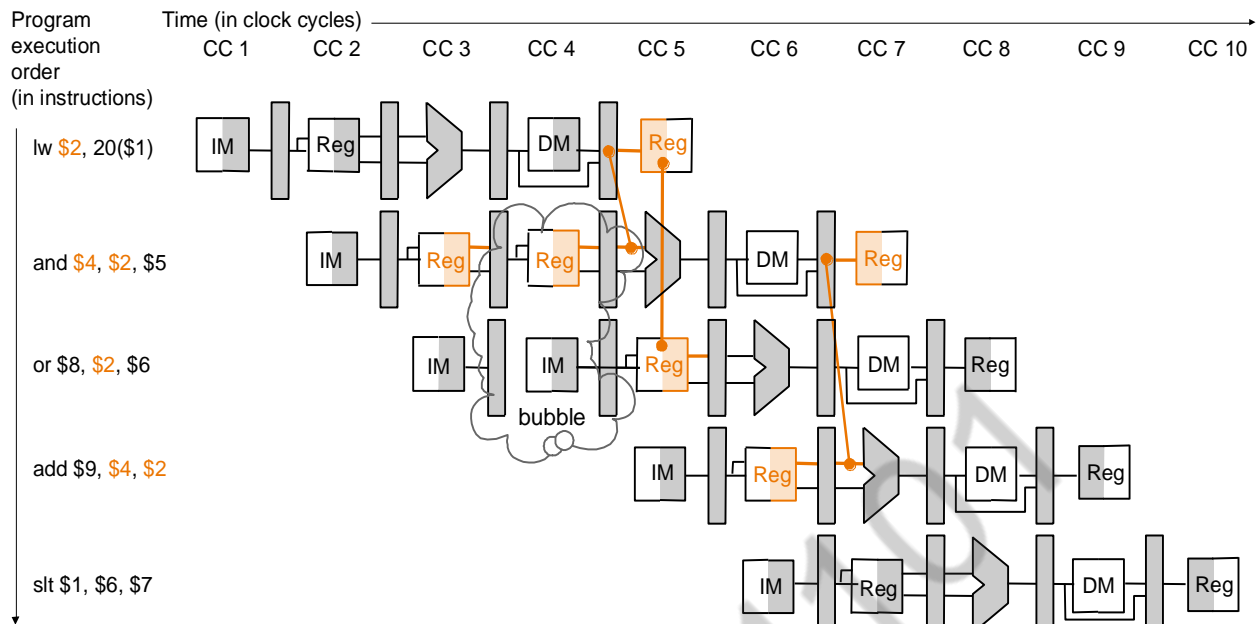 Program
execution
order
(in instructions)
Time (in clock cycles)
CC 1 CC 2 CC 3 CC 4 CC 5 CC 6 CC 7 CC 8 CC 9 CC 10
lw $2, 20($1)
IM Reg DM Reg
and $4, $2, $5
IM Reg Reg DM Reg
or $8, $2, $6
IM IM Reg DM Reg
bubble
add $9, $4, $2
IM Reg DM Reg
slt $1, $6, $7
IM Reg DM Reg